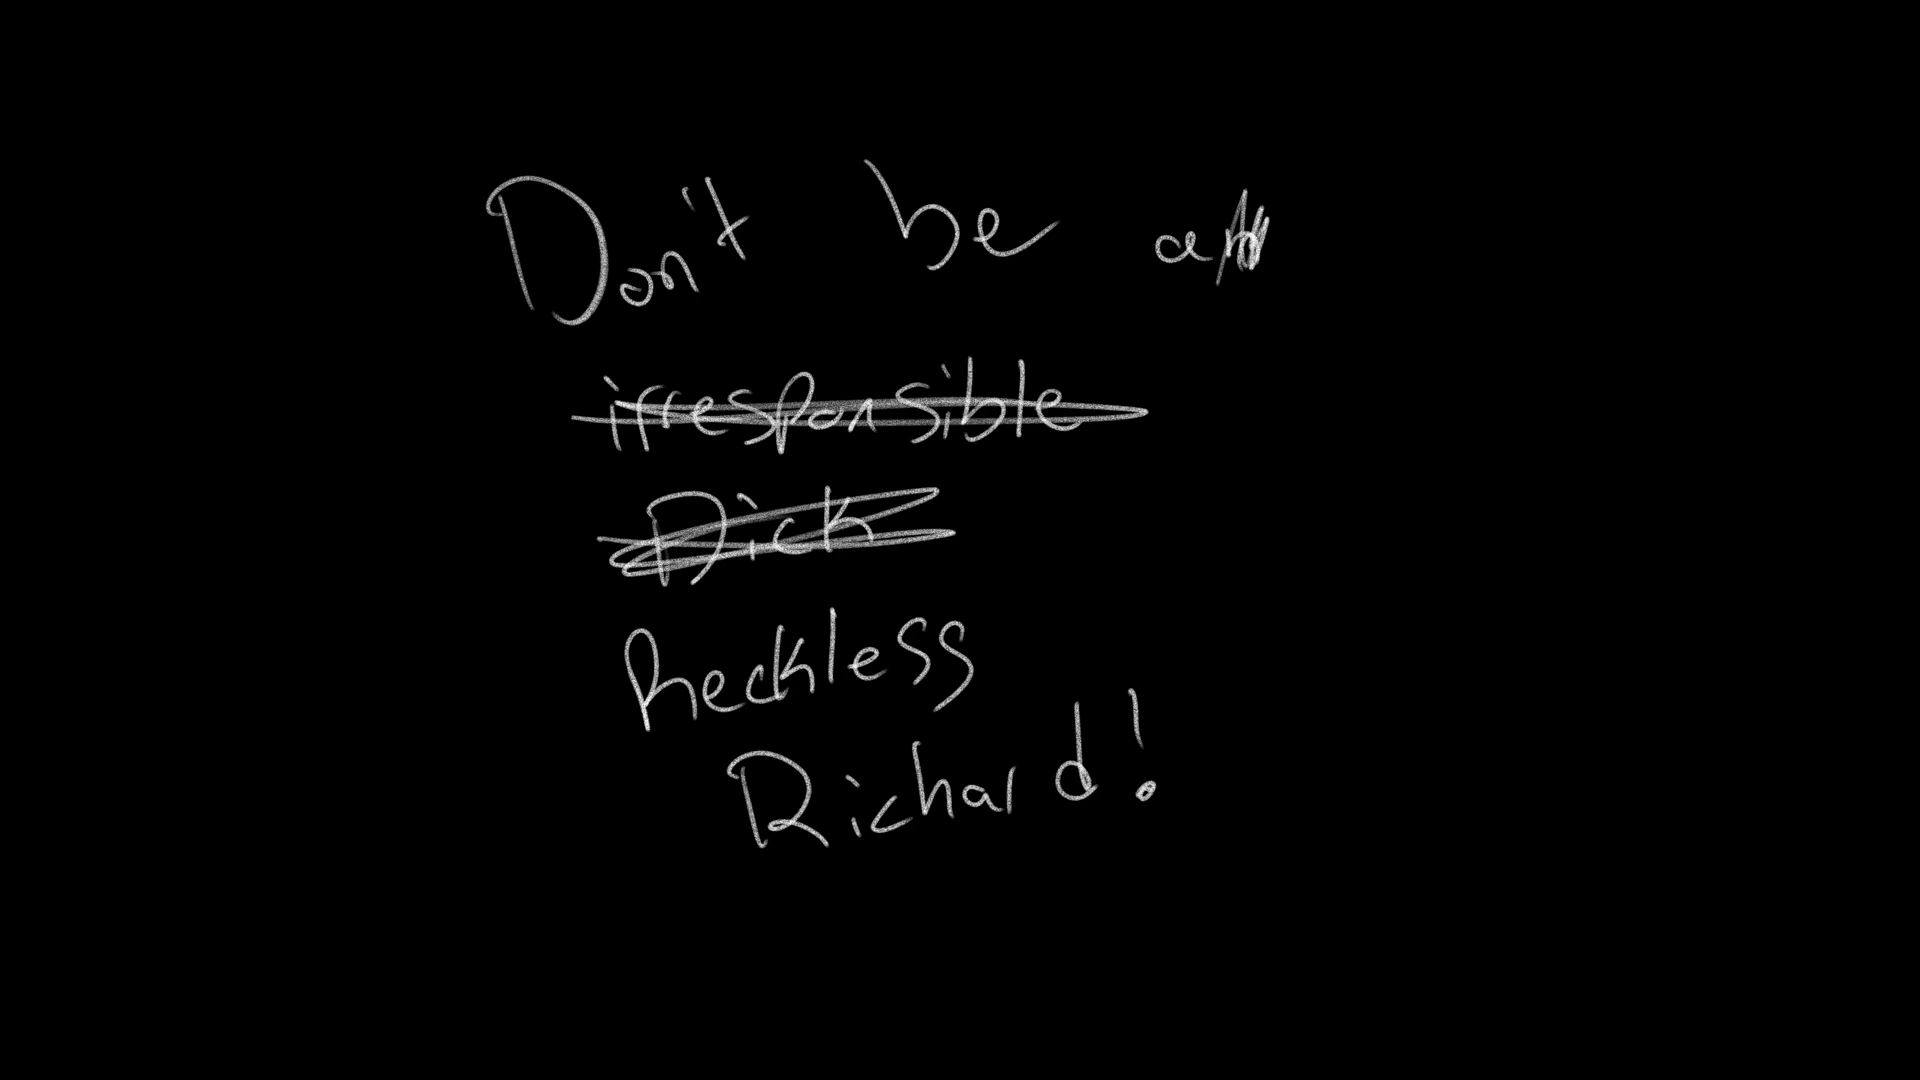 Don't be a
irresponsible
Dick
Reckless
Richard!